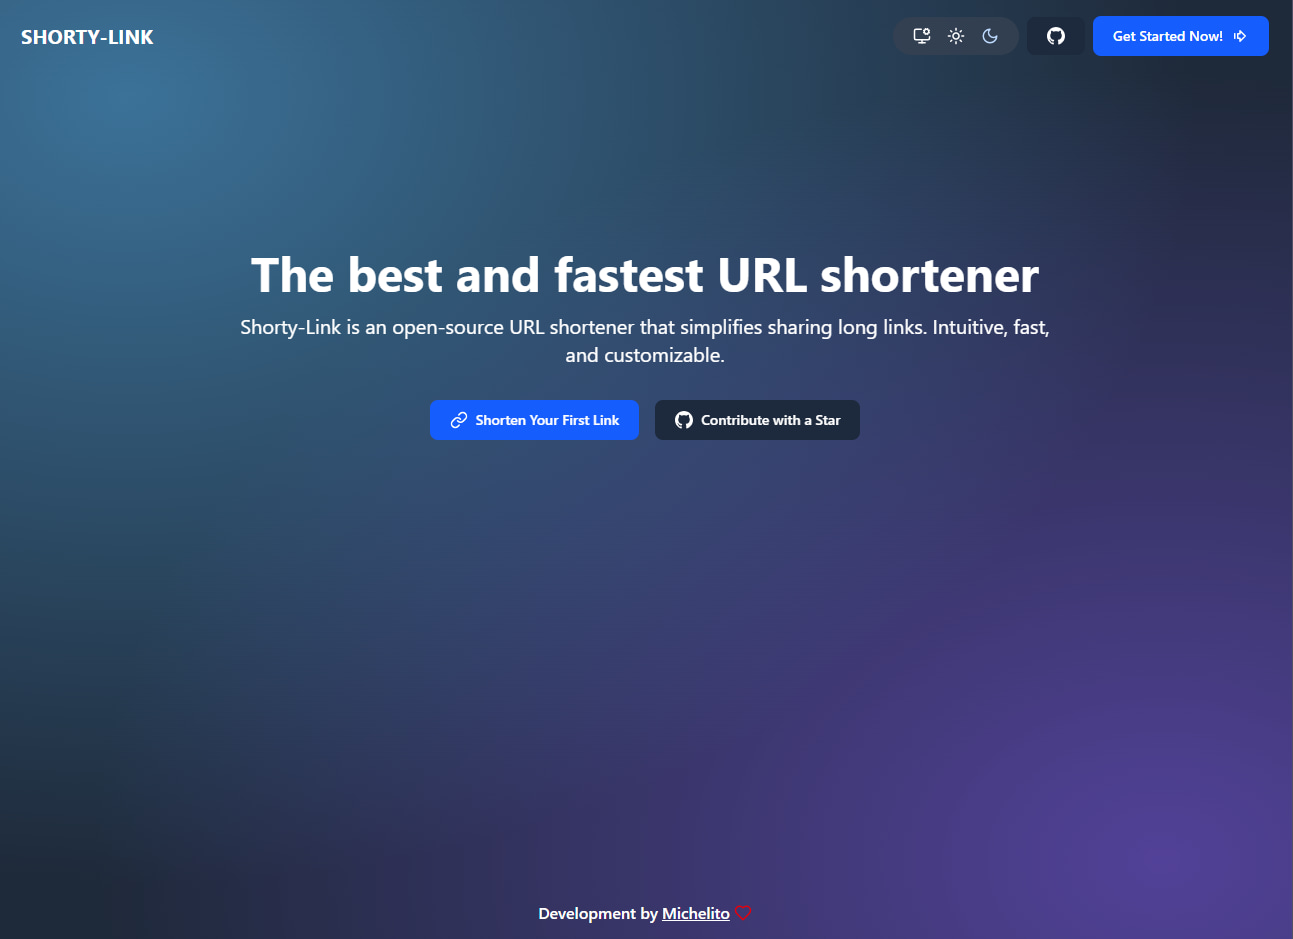 SHORTY-LINK
Get Started Now!
The best and fastest URL shortener
Shorty-Link is an open-source URL shortener that simplifies sharing long links. Intuitive, fast,
and customizable.
Shorten Your First Link
Contribute with a Star
Development by Michelito